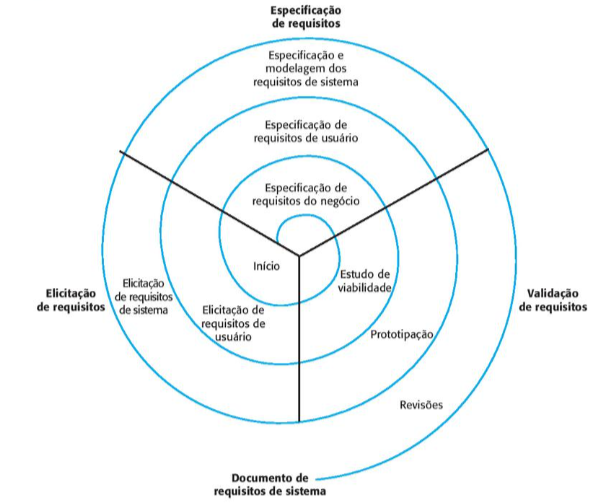 Especificação
de requisitos
Especificação e
modelagem dos
requisitos de sistema
Especificação de
requisitos de usuário
Especificação de
requisitos do negócio
Início
Estudo de
viabilidade
Elicitação
de requisitos
Elicitação
de requisitos
de sistema
Elicitação de
requisitos de
usuário
Validação
de requisitos
Prototipação
Revisões
Documento de
requisitos de sistema